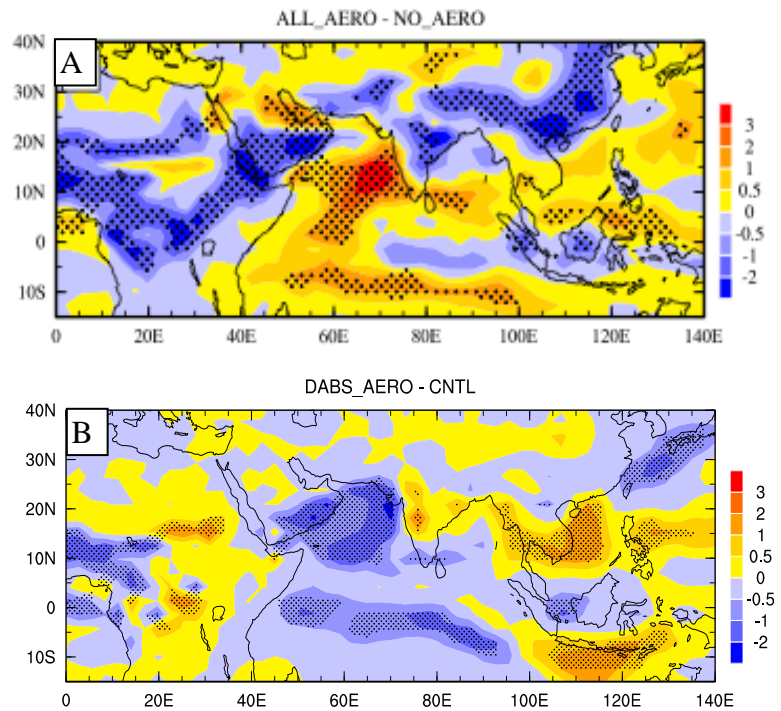 ALL_AERO - NO_AERO
A
40N
30N
20N
10N
0
10S
0 20E 40E 60E 80E 100E 120E 140E
3
2
1
0.5
0
-0.5
-1
-2
DABS_AERO - CNTL
B
40N
30N
20N
10N
0
10S
0 20E 40E 60E 80E 100E 120E 140E
3
2
1
0.5
0
-0.5
-1
-2